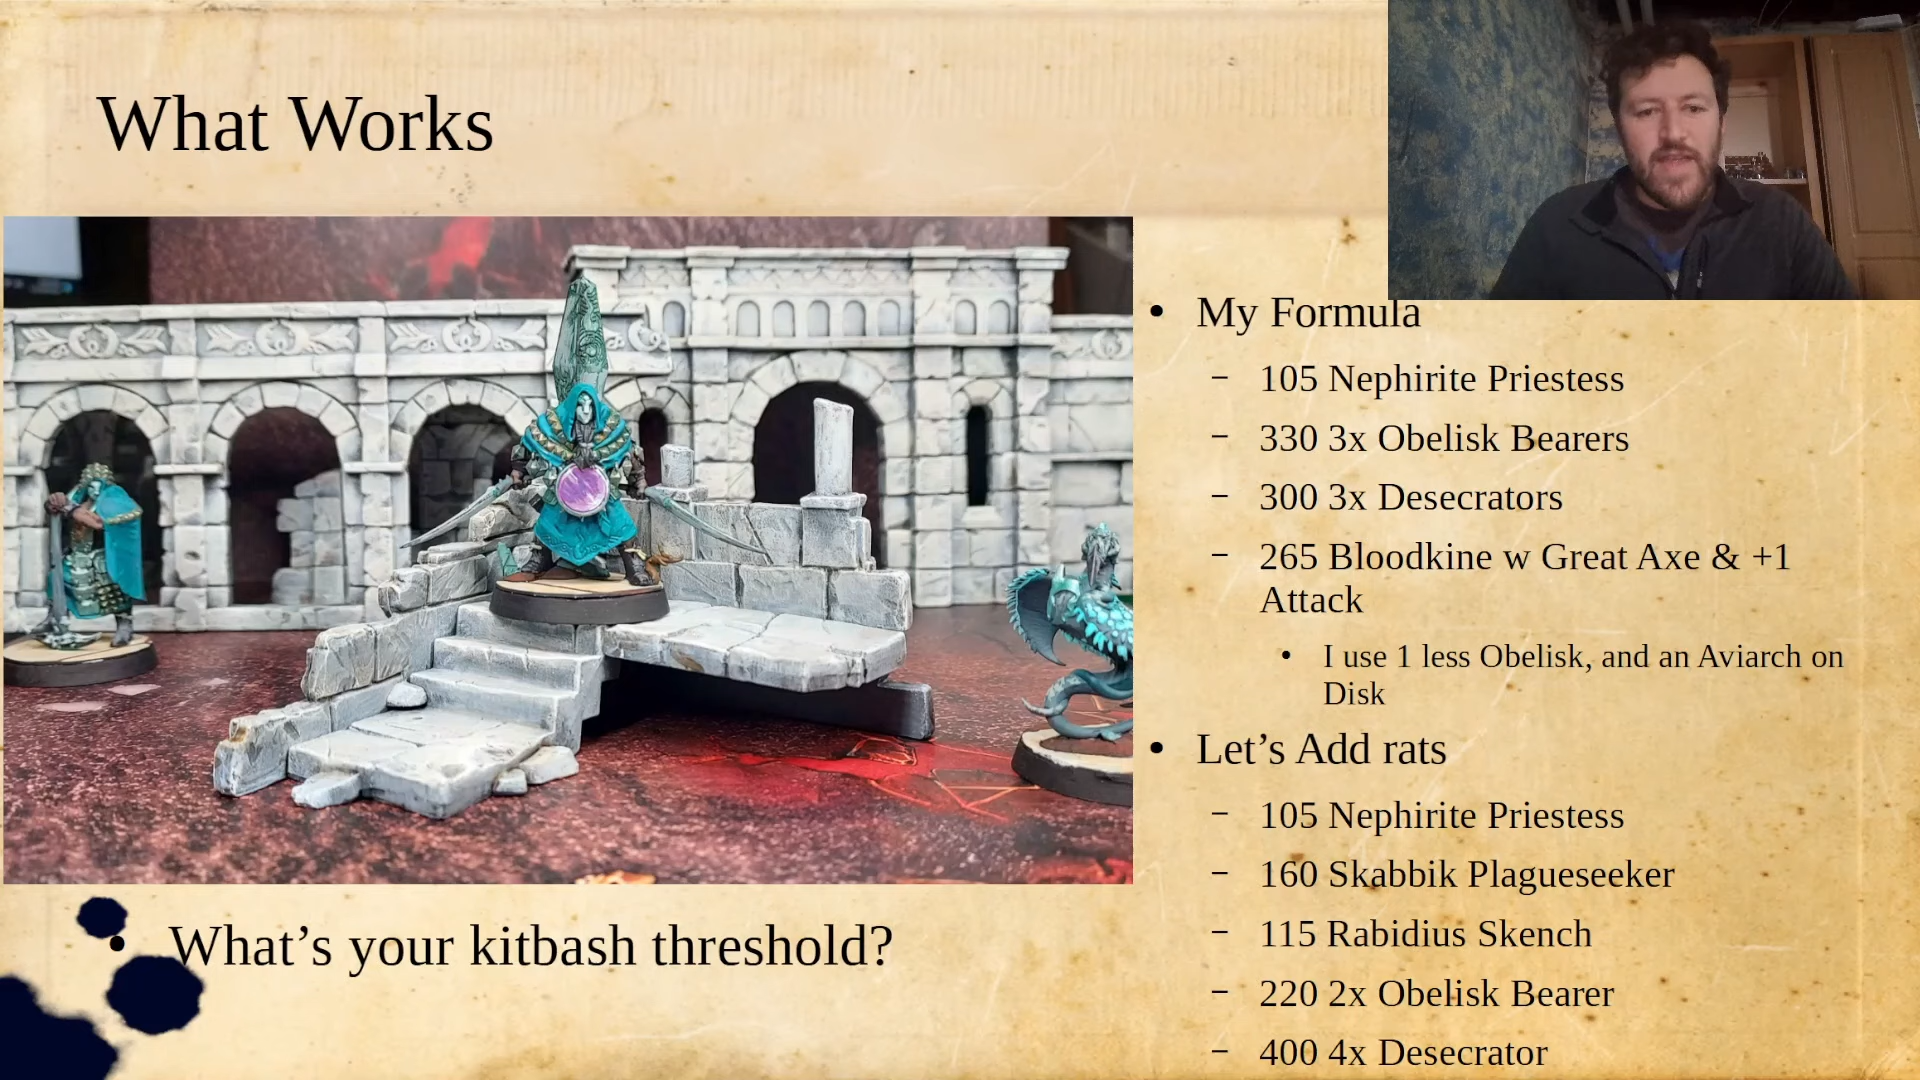 What Works
• My Formula
– 105 Nephirite Priestess
– 330 3x Obelisk Bearers
– 300 3x Desecrators
– 265 Bloodkine w Great Axe & +1
Attack
• I use 1 less Obelisk, and an Aviarch on
Disk
• Let’s Add rats
– 105 Nephirite Priestess
– 160 Skabbik Plagueseeker
– 115 Rabidius Skench
– 220 2x Obelisk Bearer
– 400 4x Desecrator
• What’s your kitbash threshold?